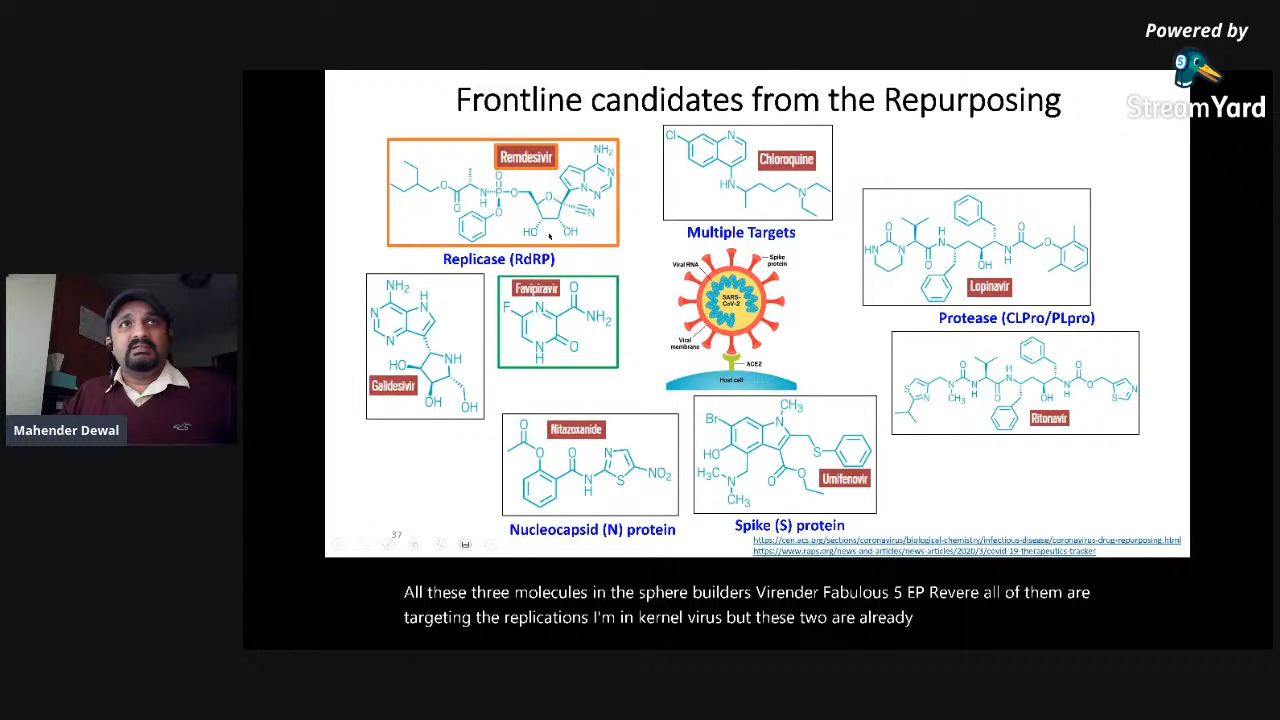 Powered by
StreamYard
Frontline candidates from the Repurposing
Remdesivir
Replicase (RdRP)
Chloroquine
Multiple Targets
Lopinavir
Protease (CLPro/PLpro)
Ritonavir
Galidesivir
Favipiravir
Viral RNA
Spike
protein
SARS-
CoV-2
Viral
membrane
ACE2
Host cell
Nitazoxanide
Nucleocapsid (N) protein
Umifenovir
Spike (S) protein
37
https://cen.acs.org/sections/coronavirus/biological-chemistry/infectious-disease/coronavirus-drug-repurposing.html
https://www.raps.org/news-and-articles/news-articles/2020/3/covid-19-therapeutics-tracker
Mahender Dewal
All these three molecules in the sphere builders Virender Fabulous 5 EP Revere all of them are
targeting the replications I'm in kernel virus but these two are already